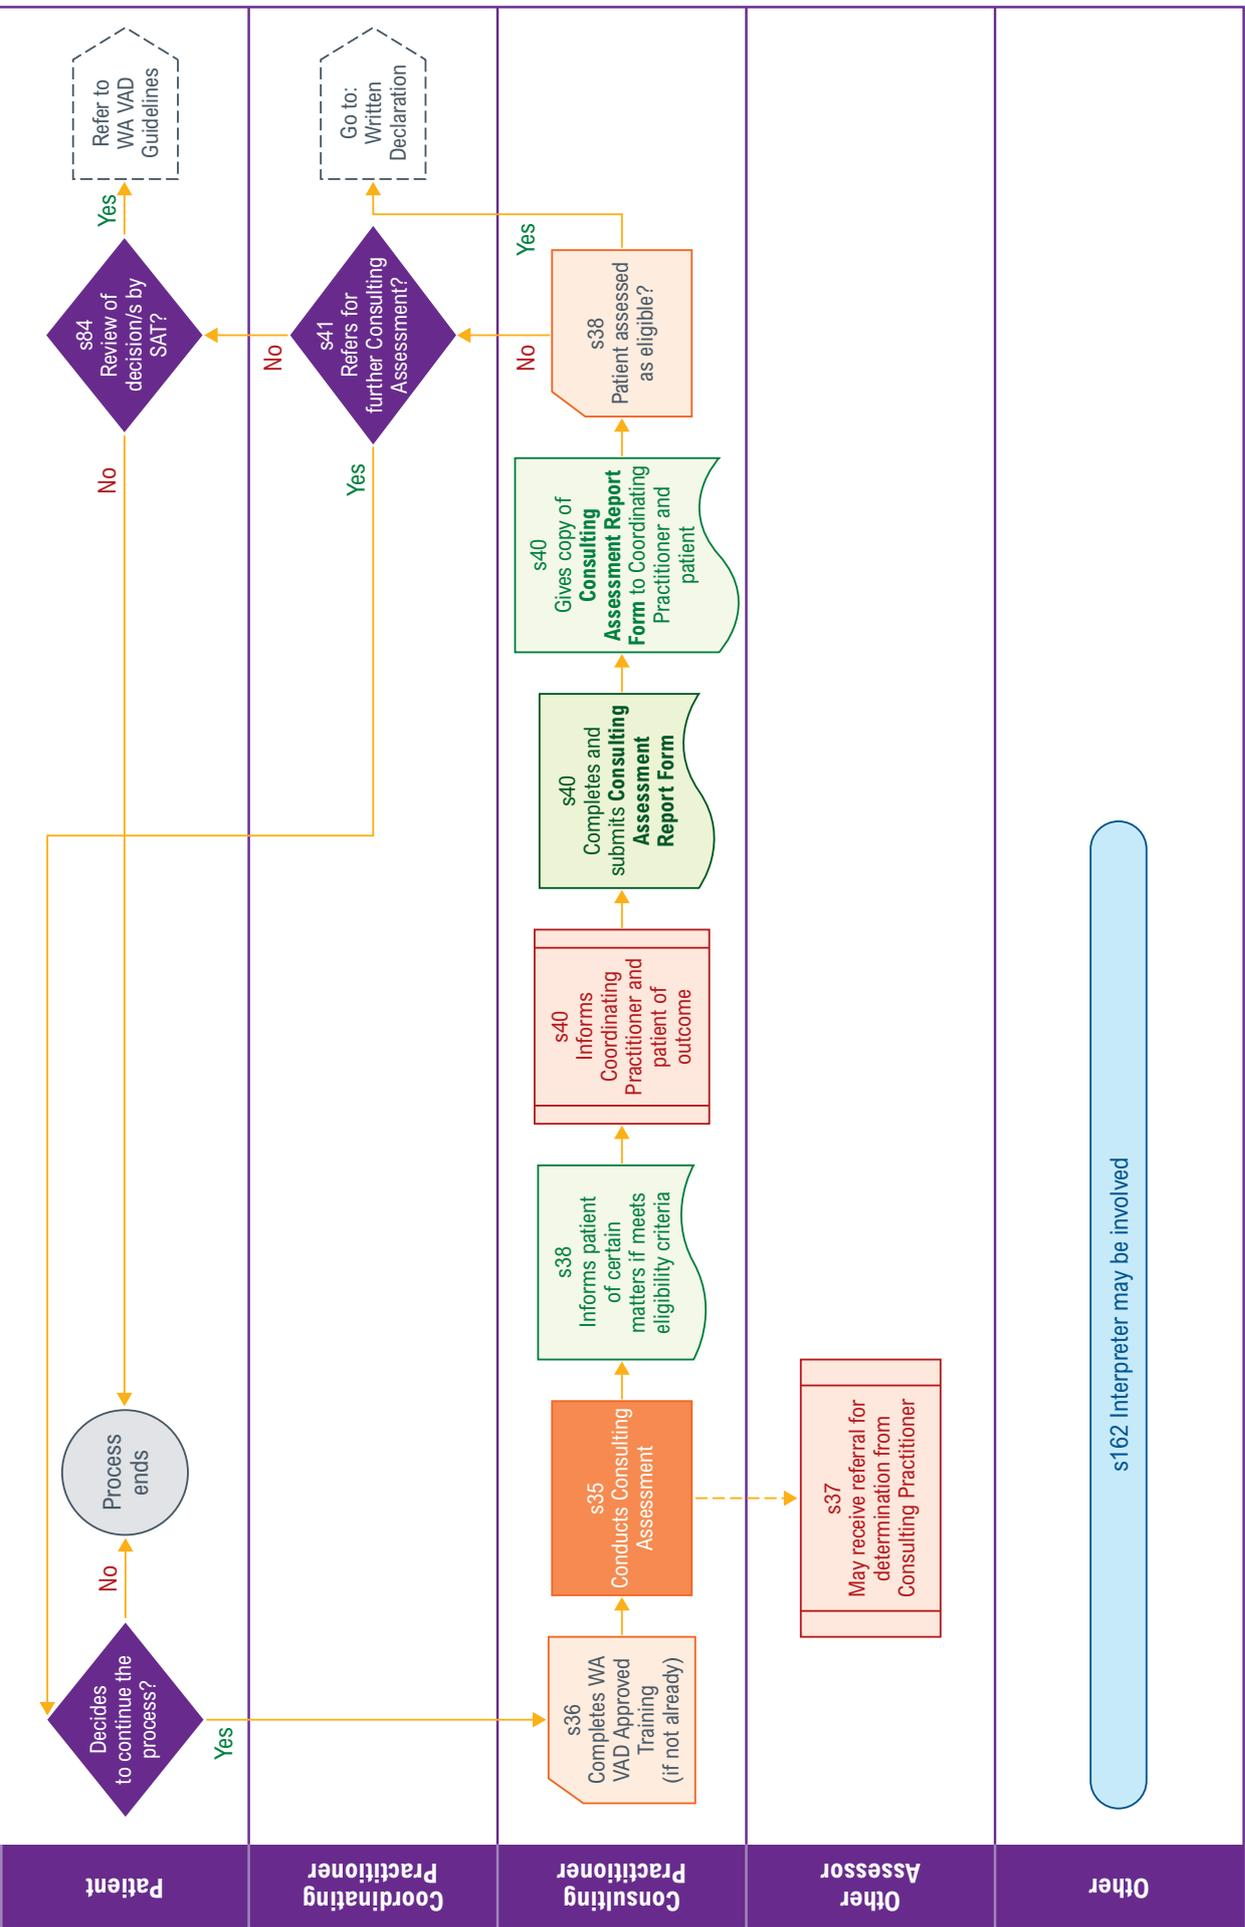 Patient
Decides
to continue the
process?
No
Yes
Process
ends
No
s84
Review of
decision/s by
SAT?
Yes
Refer to
WA VAD
Guidelines
Coordinating
Practitioner
Yes
s41
Refers for
further Consulting
Assessment?
No
Go to:
Written
Declaration
Consulting
Practitioner
s36
Completes WA
VAD Approved
Training
(if not already)
s35
Conducts Consulting
Assessment
s38
Informs patient
of certain
matters if meets
eligibility criteria
s40
Informs
Coordinating
Practitioner and
patient of
outcome
s40
Completes and
submits Consulting
Assessment
Report Form
s40
Gives copy of
Consulting
Assessment Report
Form to Coordinating
Practitioner and
patient
s38
Patient assessed
as eligible?
No
Yes
Other
Assessor
s37
May receive referral for
determination from
Consulting Practitioner
Other
s162 Interpreter may be involved